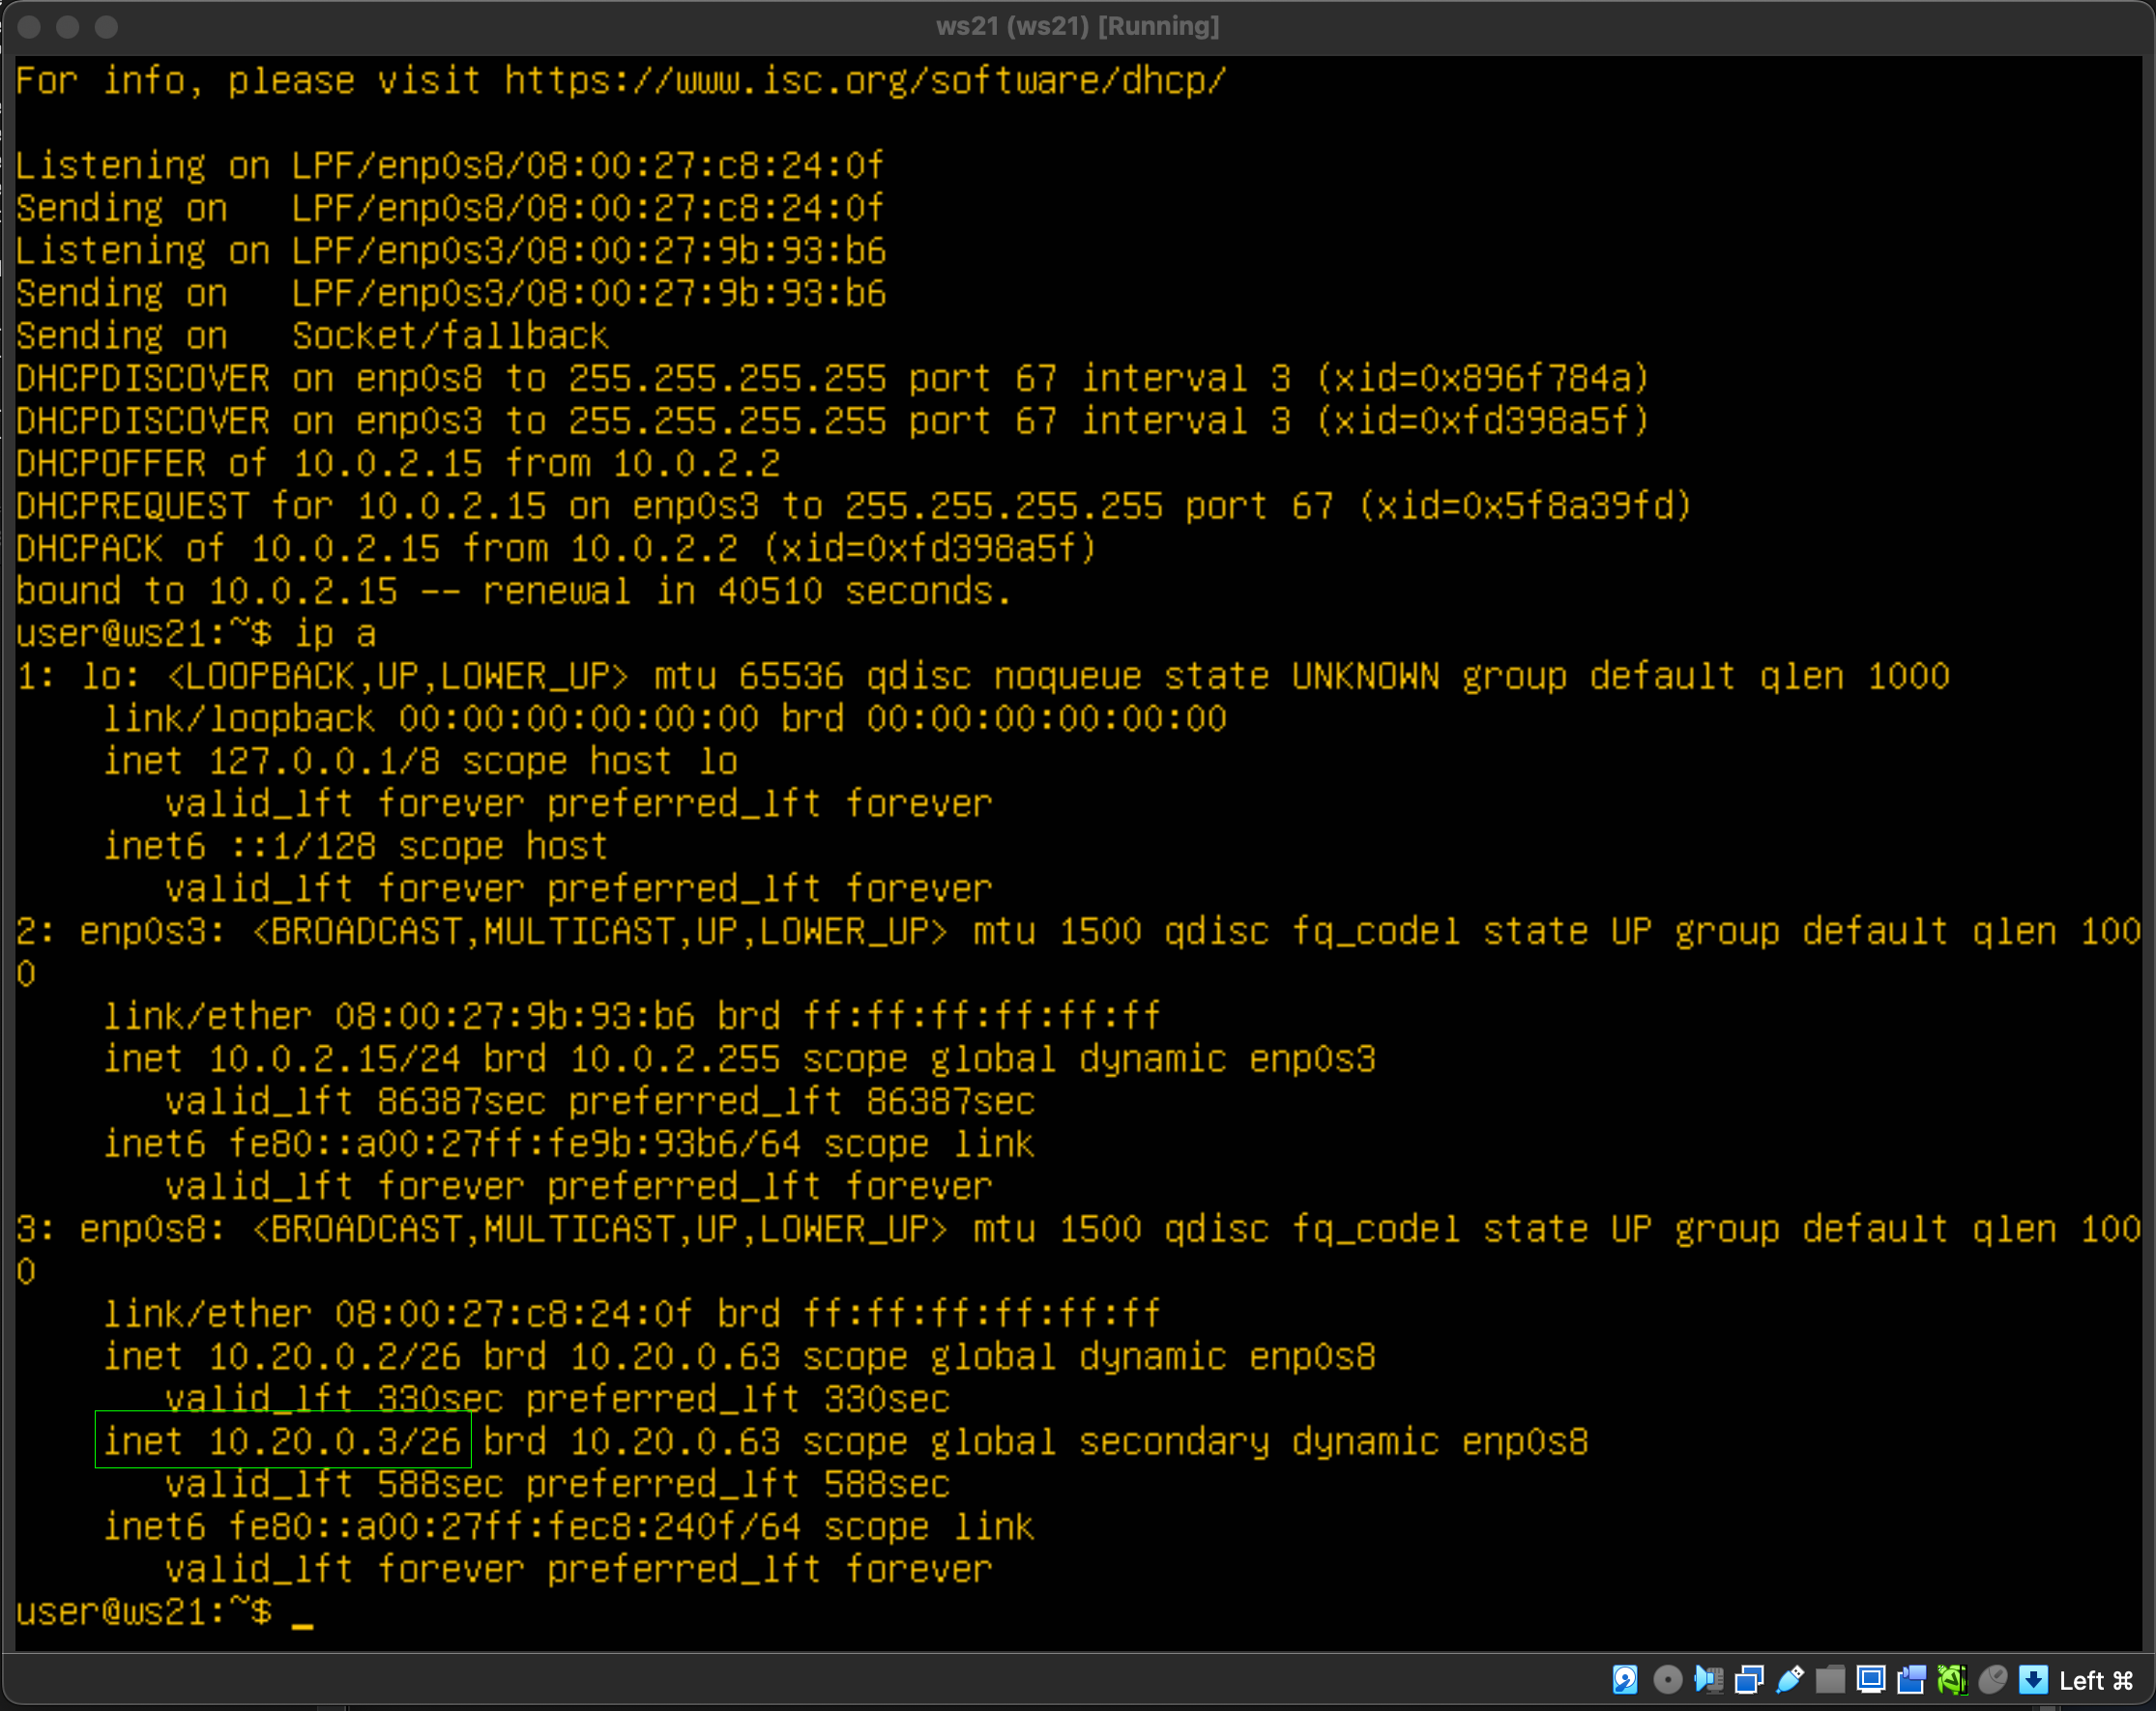 ws21 (ws21) [Running]
For info, please visit https://www.isc.org/software/dhcp/
Listening on LPF/enp0s8/08:00:27:c8:24:0f
Sending on   LPF/enp0s8/08:00:27:c8:24:0f
Listening on LPF/enp0s3/08:00:27:9b:93:b6
Sending on   LPF/enp0s3/08:00:27:9b:93:b6
Sending on   Socket/fallback
DHCPDISCOVER on enp0s8 to 255.255.255.255 port 67 interval 3 (xid=0x896f784a)
DHCPDISCOVER on enp0s3 to 255.255.255.255 port 67 interval 3 (xid=0xfd398a5f)
DHCPOFFER of 10.0.2.15 from 10.0.2.2
DHCPREQUEST for 10.0.2.15 on enp0s3 to 255.255.255.255 port 67 (xid=0x5f8a39fd)
DHCPACK of 10.0.2.15 from 10.0.2.2 (xid=0xfd398a5f)
bound to 10.0.2.15 -- renewal in 40510 seconds.
user@ws21:~$ ip a
1: lo: <LOOPBACK,UP,LOWER_UP> mtu 65536 qdisc noqueue state UNKNOWN group default qlen 1000
    link/loopback 00:00:00:00:00:00 brd 00:00:00:00:00:00
    inet 127.0.0.1/8 scope host lo
       valid_lft forever preferred_lft forever
    inet6 ::1/128 scope host
       valid_lft forever preferred_lft forever
2: enp0s3: <BROADCAST,MULTICAST,UP,LOWER_UP> mtu 1500 qdisc fq_codel state UP group default qlen 100
0
    link/ether 08:00:27:9b:93:b6 brd ff:ff:ff:ff:ff:ff
    inet 10.0.2.15/24 brd 10.0.2.255 scope global dynamic enp0s3
       valid_lft 86387sec preferred_lft 86387sec
    inet6 fe80::a00:27ff:fe9b:93b6/64 scope link
       valid_lft forever preferred_lft forever
3: enp0s8: <BROADCAST,MULTICAST,UP,LOWER_UP> mtu 1500 qdisc fq_codel state UP group default qlen 100
0
    link/ether 08:00:27:c8:24:0f brd ff:ff:ff:ff:ff:ff
    inet 10.20.0.2/26 brd 10.20.0.63 scope global dynamic enp0s8
       valid_lft 330sec preferred_lft 330sec
    inet 10.20.0.3/26 brd 10.20.0.63 scope global secondary dynamic enp0s8
       valid_lft 588sec preferred_lft 588sec
    inet6 fe80::a00:27ff:fec8:240f/64 scope link
       valid_lft forever preferred_lft forever
user@ws21:~$ _
Left ⌘